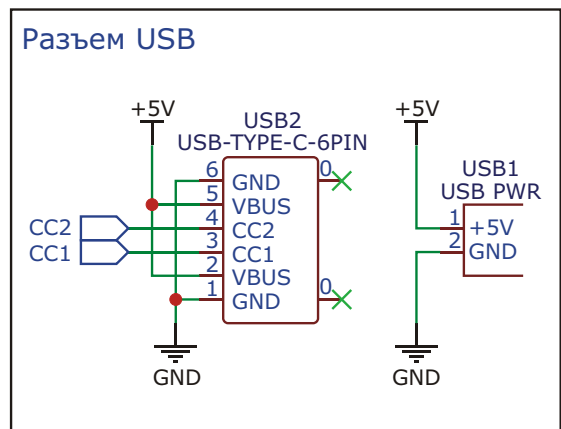 Разъем USB
+5V
USB2
USB-TYPE-C-6PIN
6 GND 0
5 VBUS
CC2 4 CC2
CC1 3 CC1
2 VBUS
1 GND 0
GND
+5V
USB1
USB PWR
1 +5V
2 GND
GND